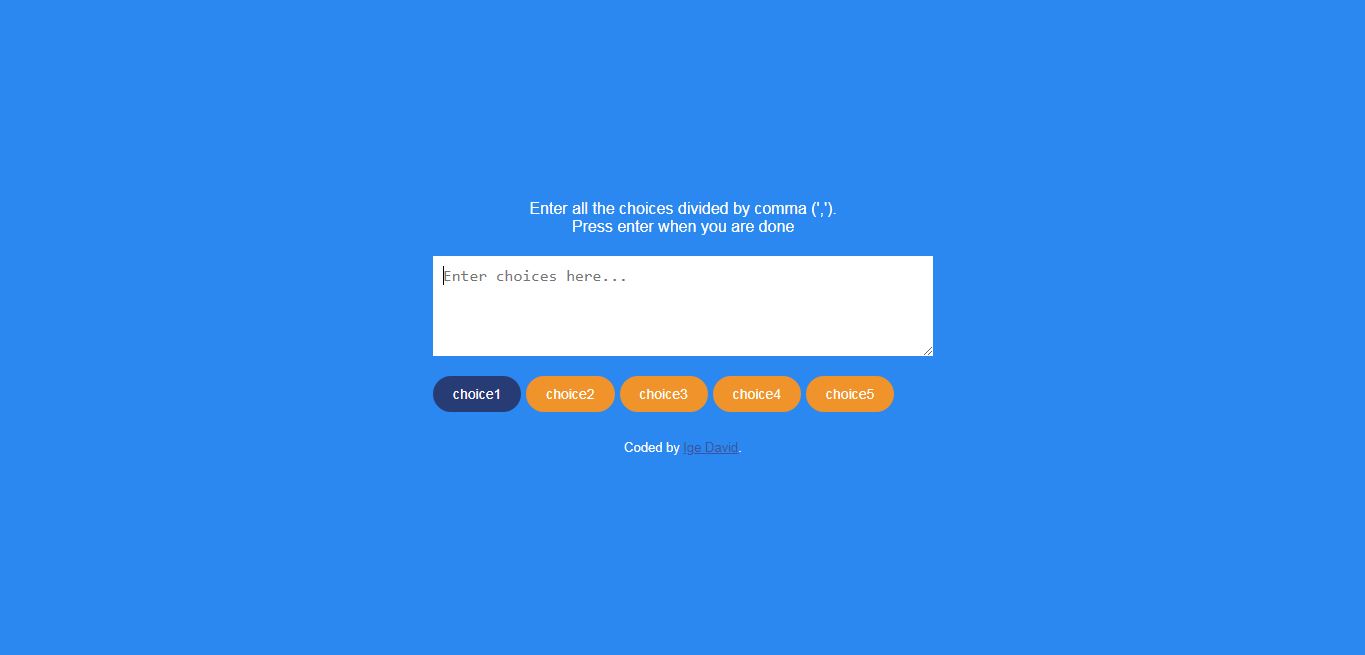 Enter all the choices divided by comma (',').
Press enter when you are done
Enter choices here...
choice1 choice2 choice3 choice4 choice5
Coded by Ige David.